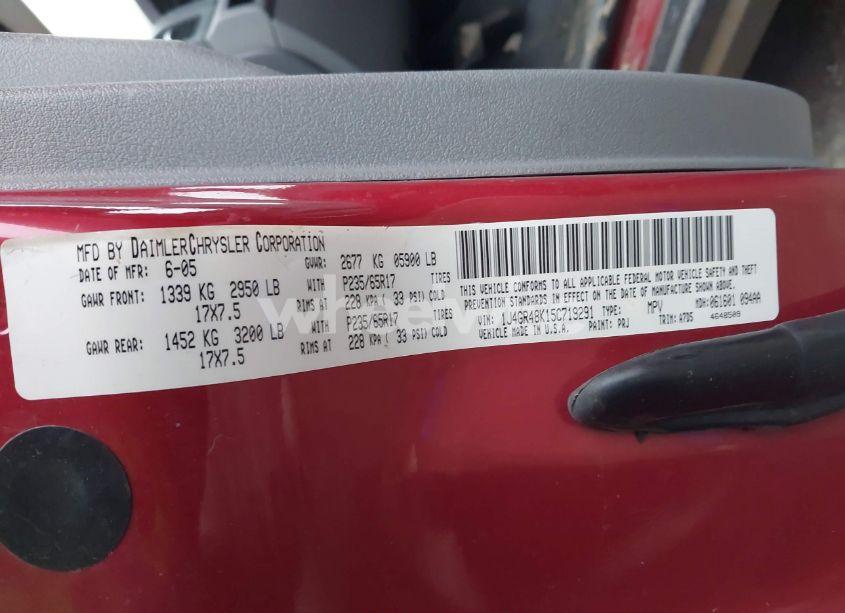 MFD BY DAIMLERCHRYSLER CORPORATION
DATE OF MFR: 6-05 GVWR: 2677 KG 05900 LB
GAWR FRONT: 1339 KG 2950 LB WITH P235/65R17 TIRES
17X7.5 RIMS AT 228 KPA( 33 PSI) COLD
GAWR REAR: 1452 KG 3200 LB WITH P235/65R17 TIRES
17X7.5 RIMS AT 228 KPA( 33 PSI) COLD
THIS VEHICLE CONFORMS TO ALL APPLICABLE FEDERAL MOTOR VEHICLE SAFETY AND THEFT
PREVENTION STANDARDS IN EFFECT ON THE DATE OF MANUFACTURE SHOWN ABOVE.
VIN: 1J4GR48K15C719291 TYPE: MPV MDH: 061601 094AA
VEHICLE MADE IN U.S.A. PAINT: PRJ TRIM: A7D5 4648509